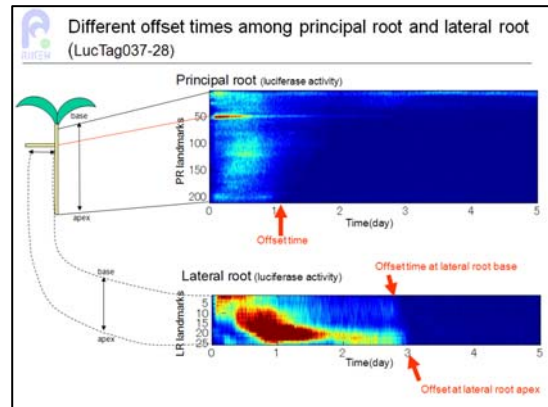 RIKEN
Different offset times among principal root and lateral root
(LucTag037-28)
Principal root (luciferase activity)
base
apex
PR landmarks
50
100
150
200
0 1 2 3 4 5
Time(day)
Offset time
Lateral root (luciferase activity)
Offset time at lateral root base
base
apex
LR landmarks
5
10
15
20
25
0 1 2 3 4 5
Time(day)
Offset at lateral root apex